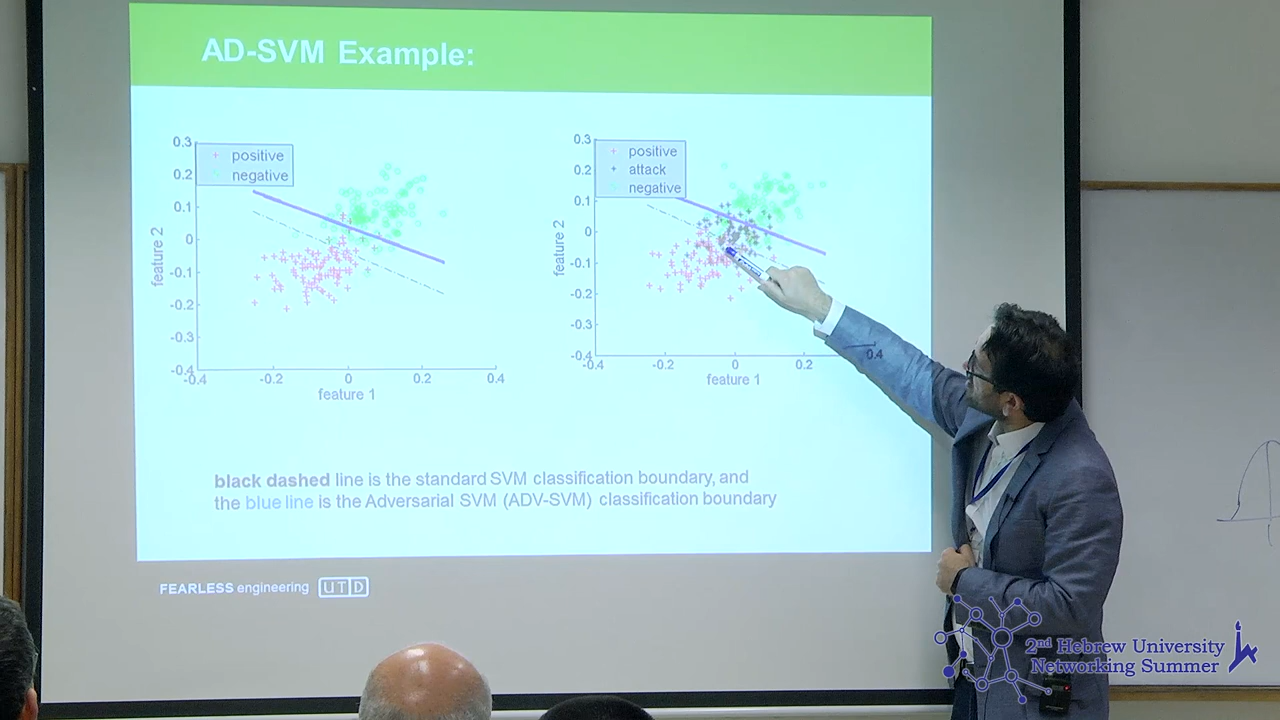 AD-SVM Example:
0.3
0.2
0.1
0
-0.1
-0.2
-0.3
-0.4
-0.4
-0.2
0
0.2
0.4
feature 2
feature 1
positive
negative
0.3
0.2
0.1
0
-0.1
-0.2
-0.3
-0.4
-0.4
-0.2
0
0.2
0.4
feature 2
feature 1
positive
attack
negative
black dashed line is the standard SVM classification boundary, and
the blue line is the Adversarial SVM (ADV-SVM) classification boundary
FEARLESS engineering UTD
2nd Hebrew University
Networking Summer